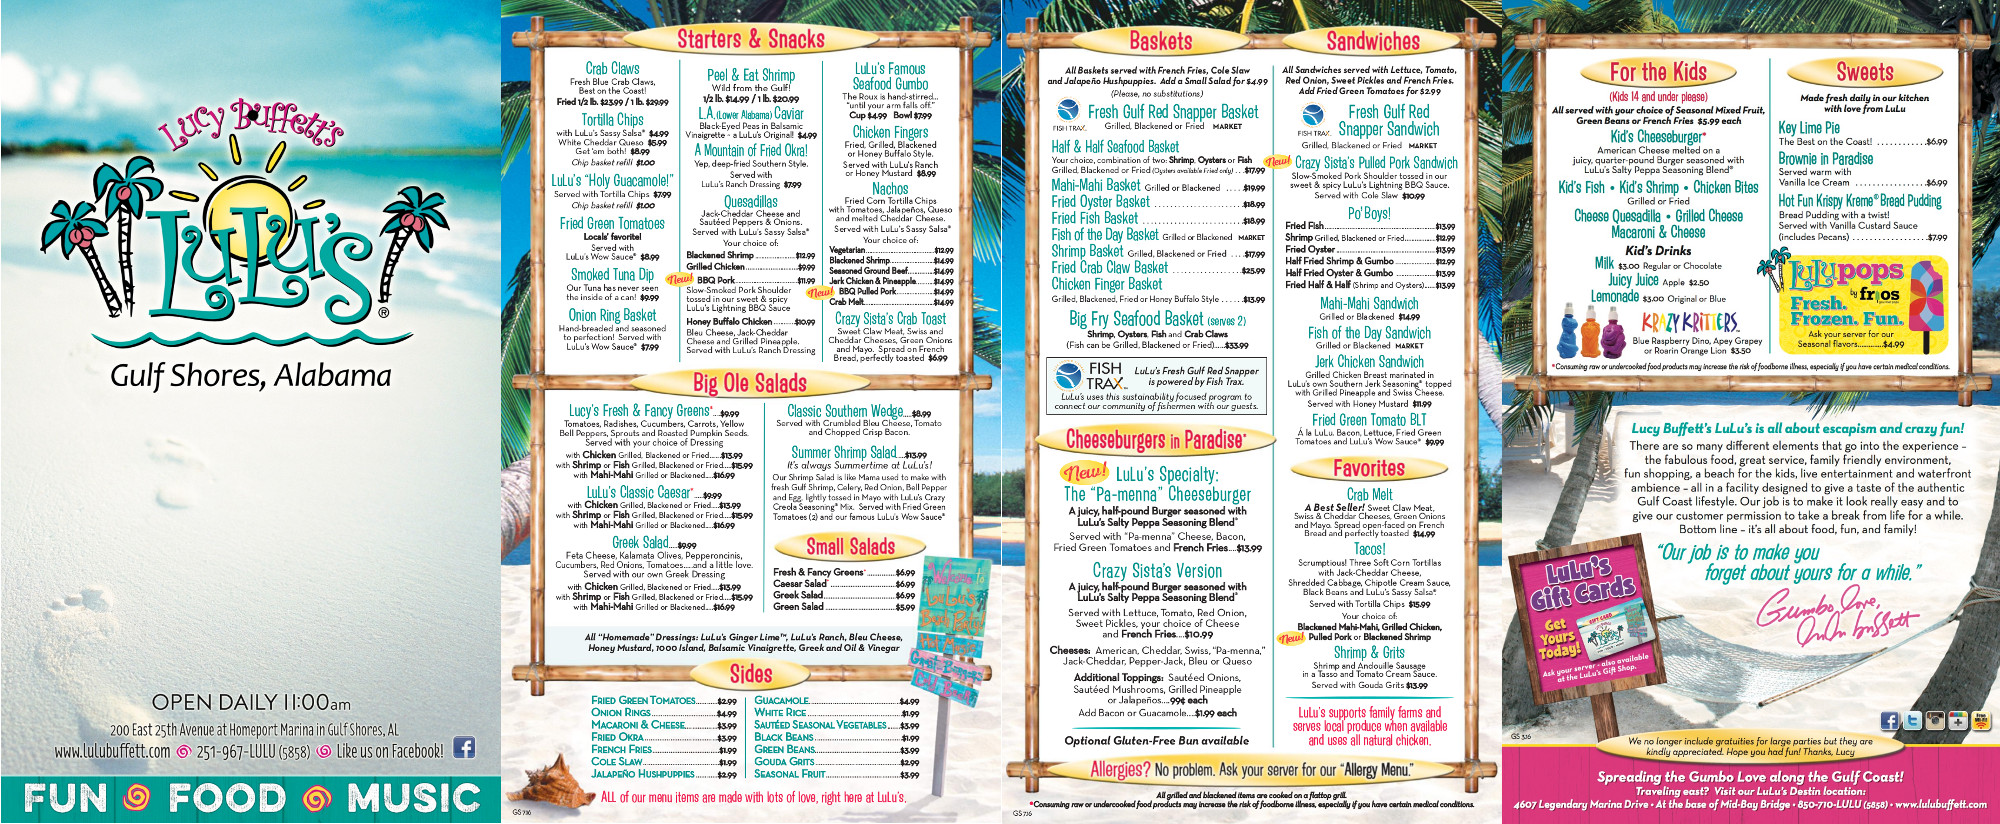 Lucy Buffett's
LuLu's®
Gulf Shores, Alabama
OPEN DAILY 11:00am
200 East 25th Avenue at Homeport Marina in Gulf Shores, AL
www.lulubuffett.com 251-967-LULU (5858) Like us on Facebook!
FUN FOOD MUSIC
Starters & Snacks
Crab Claws
Fresh Blue Crab Claws,
Best on the Coast!
Fried 1/2 lb. $23.99 / 1 lb. $29.99
Tortilla Chips
with LuLu's Sassy Salsa* $4.99
White Cheddar Queso $5.99
Get 'em both! $8.99
Chip basket refill $1.00
LuLu's "Holy Guacamole!"
Served with Tortilla Chips $7.99
Chip basket refill $1.00
Fried Green Tomatoes
Locals' favorite!
Served with
LuLu's Wow Sauce* $8.99
Smoked Tuna Dip
Our Tuna has never seen
the inside of a can! $9.99
Onion Ring Basket
Hand-breaded and seasoned
to perfection! Served with
LuLu's Wow Sauce* $7.99
Peel & Eat Shrimp
Wild from the Gulf!
1/2 lb. $14.99 / 1 lb. $20.99
L.A. (Lower Alabama) Caviar
Black-Eyed Peas in Balsamic
Vinaigrette - a LuLu's Original! $4.99
A Mountain of Fried Okra!
Yep, deep-fried Southern Style.
Served with
LuLu's Ranch Dressing $7.99
Quesadillas
Jack-Cheddar Cheese and
Sautéed Peppers & Onions.
Served with LuLu's Sassy Salsa*
Your choice of:
Blackened Shrimp $12.99
Grilled Chicken $9.99
New! BBQ Pork $11.99
Slow-Smoked Pork Shoulder
tossed in our sweet & spicy
LuLu's Lightning BBQ Sauce
Honey Buffalo Chicken $10.99
Bleu Cheese, Jack-Cheddar
Cheese and Grilled Pineapple.
Served with LuLu's Ranch Dressing
LuLu's Famous
Seafood Gumbo
The Roux is hand-stirred...
"until your arm falls off."
Cup $4.99 Bowl $7.99
Chicken Fingers
Fried, Grilled, Blackened
or Honey Buffalo Style.
Served with LuLu's Ranch
or Honey Mustard $8.99
Nachos
Fried Corn Tortilla Chips
with Tomatoes, Jalapeños, Queso
and melted Cheddar Cheese.
Served with LuLu's Sassy Salsa*
Your choice of:
Vegetarian $12.99
Blackened Shrimp $14.99
Seasoned Ground Beef $14.99
Jerk Chicken & Pineapple $14.99
New! BBQ Pulled Pork $14.99
Crab Melt $14.99
Crazy Sista's Crab Toast
Sweet Claw Meat, Swiss and
Cheddar Cheeses, Green Onions
and Mayo. Spread on French
Bread, perfectly toasted $6.99
Big Ole Salads
Lucy's Fresh & Fancy Greens*....$9.99
Tomatoes, Radishes, Cucumbers, Carrots, Yellow
Bell Peppers, Sprouts and Roasted Pumpkin Seeds.
Served with your choice of Dressing
with Chicken Grilled, Blackened or Fried....$13.99
with Shrimp or Fish Grilled, Blackened or Fried....$15.99
with Mahi-Mahi Grilled or Blackened....$16.99
LuLu's Classic Caesar*....$9.99
with Chicken Grilled, Blackened or Fried....$13.99
with Shrimp or Fish Grilled, Blackened or Fried....$15.99
with Mahi-Mahi Grilled or Blackened....$16.99
Greek Salad....$9.99
Feta Cheese, Kalamata Olives, Pepperoncinis,
Cucumbers, Red Onions, Tomatoes.....and a little love.
Served with our own Greek Dressing
with Chicken Grilled, Blackened or Fried....$13.99
with Shrimp or Fish Grilled, Blackened or Fried....$15.99
with Mahi-Mahi Grilled or Blackened....$16.99
Classic Southern Wedge....$8.99
Served with Crumbled Bleu Cheese, Tomato
and Chopped Crisp Bacon.
Summer Shrimp Salad....$13.99
It's always Summertime at LuLu's!
Our Shrimp Salad is like Mama used to make with
fresh Gulf Shrimp, Celery, Red Onion, Bell Pepper
and Egg, lightly tossed in Mayo with LuLu's Crazy
Creola Seasoning* Mix. Served with Fried Green
Tomatoes (2) and our famous LuLu's Wow Sauce*
Small Salads
Fresh & Fancy Greens* $6.99
Caesar Salad* $6.99
Greek Salad $6.99
Green Salad $5.99
Welcome to
LuLu's
All "Homemade" Dressings: LuLu's Ginger Lime™, LuLu's Ranch, Bleu Cheese,
Honey Mustard, 1000 Island, Balsamic Vinaigrette, Greek and Oil & Vinegar
Sides
FRIED GREEN TOMATOES $2.99
ONION RINGS $4.99
MACARONI & CHEESE $3.99
FRIED OKRA $3.99
FRENCH FRIES $1.99
COLE SLAW $1.99
JALAPEÑO HUSHPUPPIES $2.99
GUACAMOLE $4.99
WHITE RICE $1.99
SAUTÉED SEASONAL VEGETABLES $3.99
BLACK BEANS $1.99
GREEN BEANS $3.99
GOUDA GRITS $2.99
SEASONAL FRUIT $3.99
ALL of our menu items are made with lots of love, right here at LuLu's.
GS 7.16
Baskets
All Baskets served with French Fries, Cole Slaw
and Jalapeño Hushpuppies. Add a Small Salad for $4.99
(Please, no substitutions)
FISH TRAX
Fresh Gulf Red Snapper Basket
Grilled, Blackened or Fried MARKET
Half & Half Seafood Basket
Your choice, combination of two: Shrimp, Oysters or Fish
Grilled, Blackened or Fried (Oysters available Fried only) ...$17.99
Mahi-Mahi Basket Grilled or Blackened .....$19.99
Fried Oyster Basket $18.99
Fried Fish Basket $18.99
Fish of the Day Basket Grilled or Blackened MARKET
Shrimp Basket Grilled, Blackened or Fried ....$17.99
Fried Crab Claw Basket $25.99
Chicken Finger Basket
Grilled, Blackened, Fried or Honey Buffalo Style .....$13.99
Big Fry Seafood Basket (serves 2)
Shrimp, Oysters, Fish and Crab Claws
(Fish can be Grilled, Blackened or Fried).....$33.99
FISH TRAX™
LuLu's Fresh Gulf Red Snapper
is powered by Fish Trax.
LuLu's uses this sustainability focused program to
connect our community of fishermen with our guests.
Cheeseburgers in Paradise*
New! LuLu's Specialty:
The "Pa-menna" Cheeseburger
A juicy, half-pound Burger seasoned with
LuLu's Salty Peppa Seasoning Blend*
Served with "Pa-menna" Cheese, Bacon,
Fried Green Tomatoes and French Fries....$13.99
Crazy Sista's Version
A juicy, half-pound Burger seasoned with
LuLu's Salty Peppa Seasoning Blend*
Served with Lettuce, Tomato, Red Onion,
Sweet Pickles, your choice of Cheese
and French Fries....$10.99
Cheeses: American, Cheddar, Swiss, "Pa-menna,"
Jack-Cheddar, Pepper-Jack, Bleu or Queso
Additional Toppings: Sautéed Onions,
Sautéed Mushrooms, Grilled Pineapple
or Jalapeños....99¢ each
Add Bacon or Guacamole....$1.99 each
Optional Gluten-Free Bun available
Sandwiches
All Sandwiches served with Lettuce, Tomato,
Red Onion, Sweet Pickles and French Fries.
Add Fried Green Tomatoes for $2.99
FISH TRAX
Fresh Gulf Red
Snapper Sandwich
Grilled, Blackened or Fried MARKET
New! Crazy Sista's Pulled Pork Sandwich
Slow-Smoked Pork Shoulder tossed in our
sweet & spicy LuLu's Lightning BBQ Sauce.
Served with Cole Slaw $10.99
Po'Boys!
Fried Fish $13.99
Shrimp Grilled, Blackened or Fried $12.99
Fried Oyster $13.99
Half Fried Shrimp & Gumbo $12.99
Half Fried Oyster & Gumbo $13.99
Fried Half & Half (Shrimp and Oysters) $13.99
Mahi-Mahi Sandwich
Grilled or Blackened $14.99
Fish of the Day Sandwich
Grilled or Blackened MARKET
Jerk Chicken Sandwich
Grilled Chicken Breast marinated in
LuLu's own Southern Jerk Seasoning* topped
with Grilled Pineapple and Swiss Cheese.
Served with Honey Mustard $11.99
Fried Green Tomato BLT
Á la LuLu. Bacon, Lettuce, Fried Green
Tomatoes and LuLu's Wow Sauce* $9.99
Favorites
Crab Melt
A Best Seller! Sweet Claw Meat,
Swiss & Cheddar Cheeses, Green Onions
and Mayo. Spread open-faced on French
Bread and perfectly toasted $14.99
Tacos!
Scrumptious! Three Soft Corn Tortillas
with Jack-Cheddar Cheese,
Shredded Cabbage, Chipotle Cream Sauce,
Black Beans and LuLu's Sassy Salsa*.
Served with Tortilla Chips $15.99
Your choice of:
Blackened Mahi-Mahi, Grilled Chicken,
New! Pulled Pork or Blackened Shrimp
Shrimp & Grits
Shrimp and Andouille Sausage
in a Tasso and Tomato Cream Sauce.
Served with Gouda Grits $13.99
LuLu's supports family farms and
serves local produce when available
and uses all natural chicken.
Allergies? No problem. Ask your server for our "Allergy Menu."
All grilled and blackened items are cooked on a flattop grill.
*Consuming raw or undercooked food products may increase the risk of foodborne illness, especially if you have certain medical conditions.
GS 7.16
For the Kids
(Kids 14 and under please)
All served with your choice of Seasonal Mixed Fruit,
Green Beans or French Fries $5.99 each
Kid's Cheeseburger*
American Cheese melted on a
juicy, quarter-pound Burger seasoned with
LuLu's Salty Peppa Seasoning Blend*
Kid's Fish • Kid's Shrimp • Chicken Bites
Grilled or Fried
Cheese Quesadilla • Grilled Cheese
Macaroni & Cheese
Kid's Drinks
Milk $3.00 Regular or Chocolate
Juicy Juice Apple $2.50
Lemonade $3.00 Original or Blue
KRAZY KRITTERS™
Blue Raspberry Dino, Apey Grapey
or Roarin Orange Lion $3.50
Sweets
Made fresh daily in our kitchen
with love from LuLu
Key Lime Pie
The Best on the Coast! $6.99
Brownie in Paradise
Served warm with
Vanilla Ice Cream $6.99
Hot Fun Krispy Kreme® Bread Pudding
Bread Pudding with a twist!
Served with Vanilla Custard Sauce
(includes Pecans) $7.99
LuLupops
by frios
Fresh.
Frozen. Fun.
Ask your server for our
Seasonal flavors $4.99
*Consuming raw or undercooked food products may increase the risk of foodborne illness, especially if you have certain medical conditions.
Lucy Buffett's LuLu's is all about escapism and crazy fun!
There are so many different elements that go into the experience -
the fabulous food, great service, family friendly environment,
fun shopping, a beach for the kids, live entertainment and waterfront
ambience - all in a facility designed to give a taste of the authentic
Gulf Coast lifestyle. Our job is to make it look really easy and to
give our customer permission to take a break from life for a while.
Bottom line - it's all about food, fun, and family!
"Our job is to make you
forget about yours for a while."
Gumbo love,
LuLu Buffett
LuLu's
Gift Cards
Get
Yours
Today!
GIFT CARD
Ask your server - also available
at the LuLu's Gift Shop.
GS 3.16
We no longer include gratuities for large parties but they are
kindly appreciated. Hope you had fun! Thanks, Lucy
Spreading the Gumbo Love along the Gulf Coast!
Traveling east? Visit our LuLu's Destin location:
4607 Legendary Marina Drive • At the base of Mid-Bay Bridge • 850-710-LULU (5858) • www.lulubuffett.com